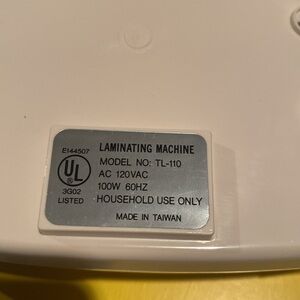 E144507
UL
3G02
LISTED
LAMINATING MACHINE
MODEL NO: TL-110
AC 120VAC
100W 60HZ
HOUSEHOLD USE ONLY
MADE IN TAIWAN